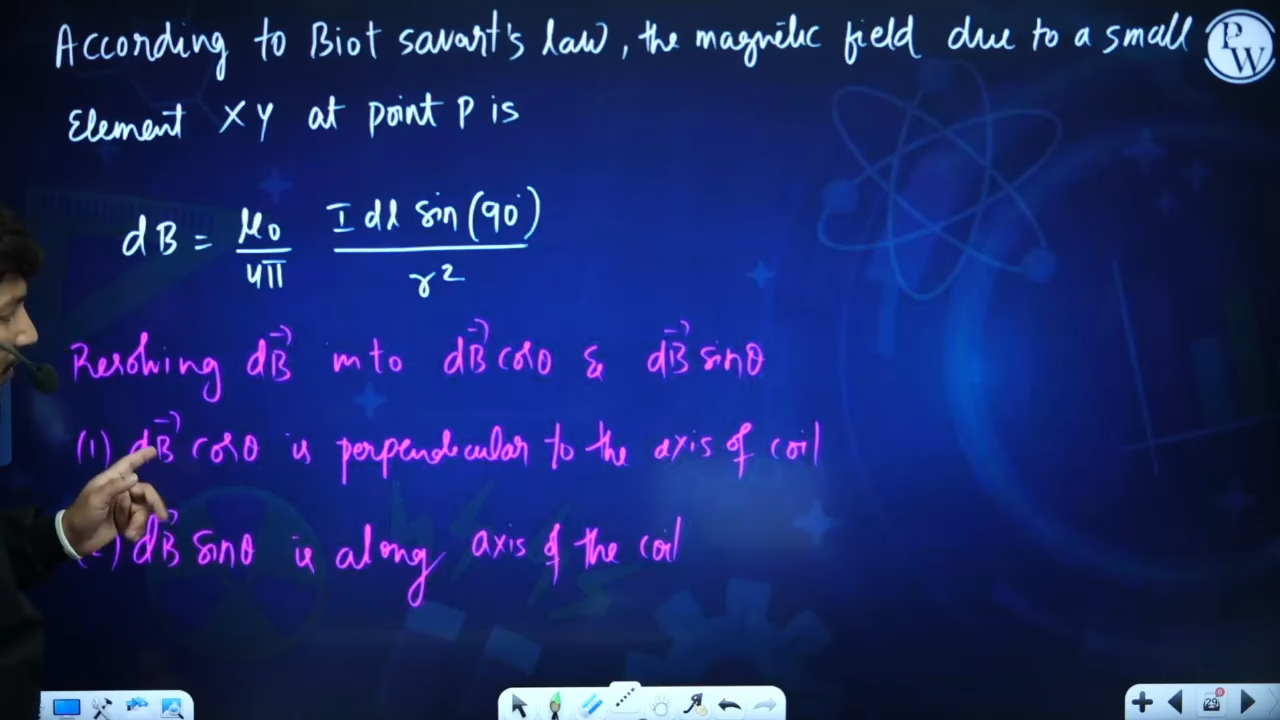 According to Biot savart's law, the magnetic field due to a small
PW
Element XY at point P is
dB = μ₀/4π I dl sin(90°)/r²
Resolving dB⃗ into dB⃗ cosθ & dB⃗ sinθ
(1) dB⃗ cosθ is perpendicular to the axis of coil
) dB⃗ sinθ is along axis of the coil
29